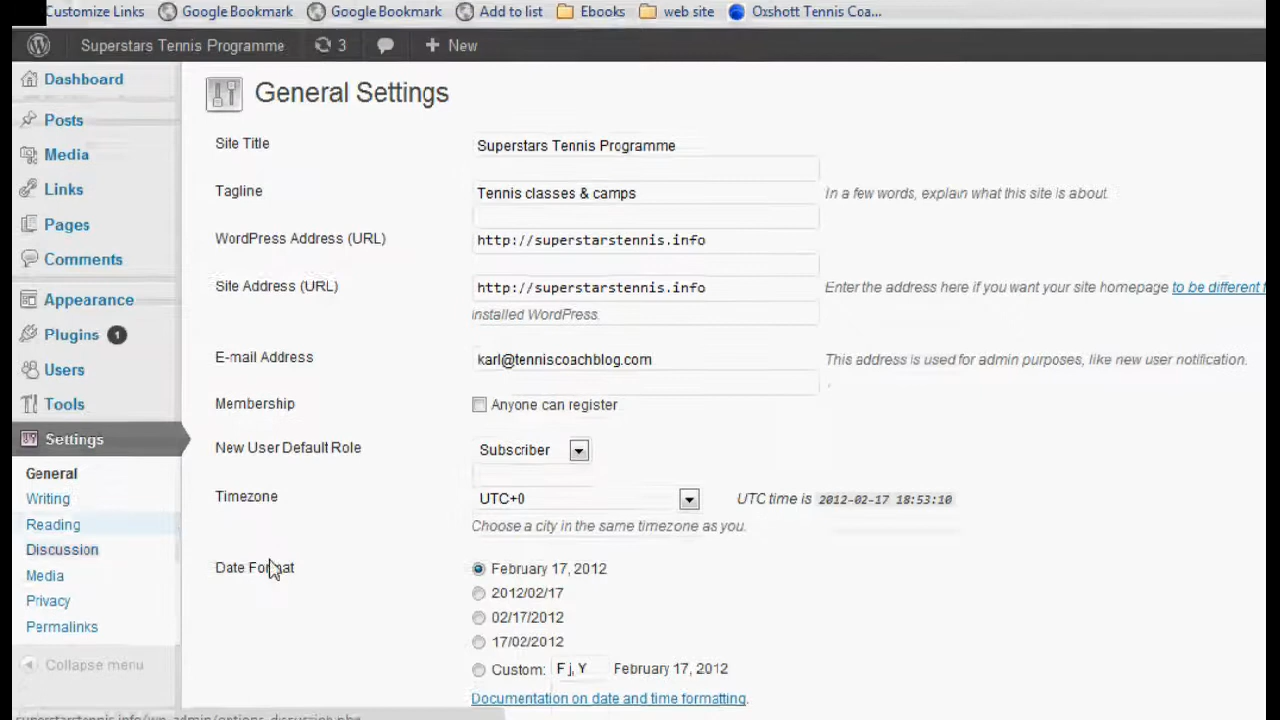 Customize Links Google Bookmark Google Bookmark Add to list Ebooks web site Oxshott Tennis Coa...
Superstars Tennis Programme 3 + New
Dashboard
Posts
Media
Links
Pages
Comments
Appearance
Plugins 1
Users
Tools
Settings
General
Writing
Reading
Discussion
Media
Privacy
Permalinks
Collapse menu
General Settings
Site Title Superstars Tennis Programme
Tagline Tennis classes & camps In a few words, explain what this site is about.
WordPress Address (URL) http://superstarstennis.info
Site Address (URL) http://superstarstennis.info Enter the address here if you want your site homepage to be different
installed WordPress.
E-mail Address karl@tenniscoachblog.com This address is used for admin purposes, like new user notification.
Membership Anyone can register
New User Default Role Subscriber
Timezone UTC+0 UTC time is 2012-02-17 18:53:10
Choose a city in the same timezone as you.
Date Format February 17, 2012
2012/02/17
02/17/2012
17/02/2012
Custom: F j, Y February 17, 2012
Documentation on date and time formatting.